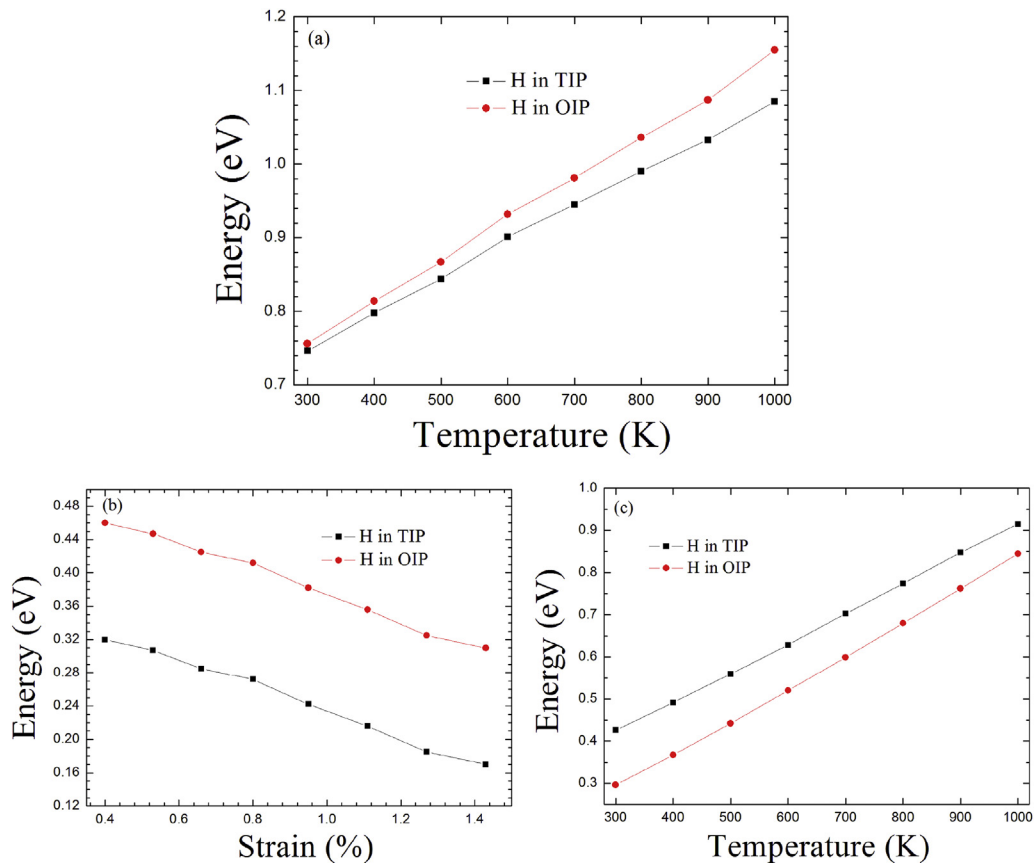 (a)
H in TIP
H in OIP
1.2
1.1
1.0
0.9
0.8
0.7
Energy (eV)
300 400 500 600 700 800 900 1000
Temperature (K)
(b)
H in TIP
H in OIP
0.48
0.44
0.40
0.36
0.32
0.28
0.24
0.20
0.16
0.12
Energy (eV)
0.4 0.6 0.8 1.0 1.2 1.4
Strain (%)
(c)
H in TIP
H in OIP
1.0
0.9
0.8
0.7
0.6
0.5
0.4
0.3
Energy (eV)
300 400 500 600 700 800 900 1000
Temperature (K)